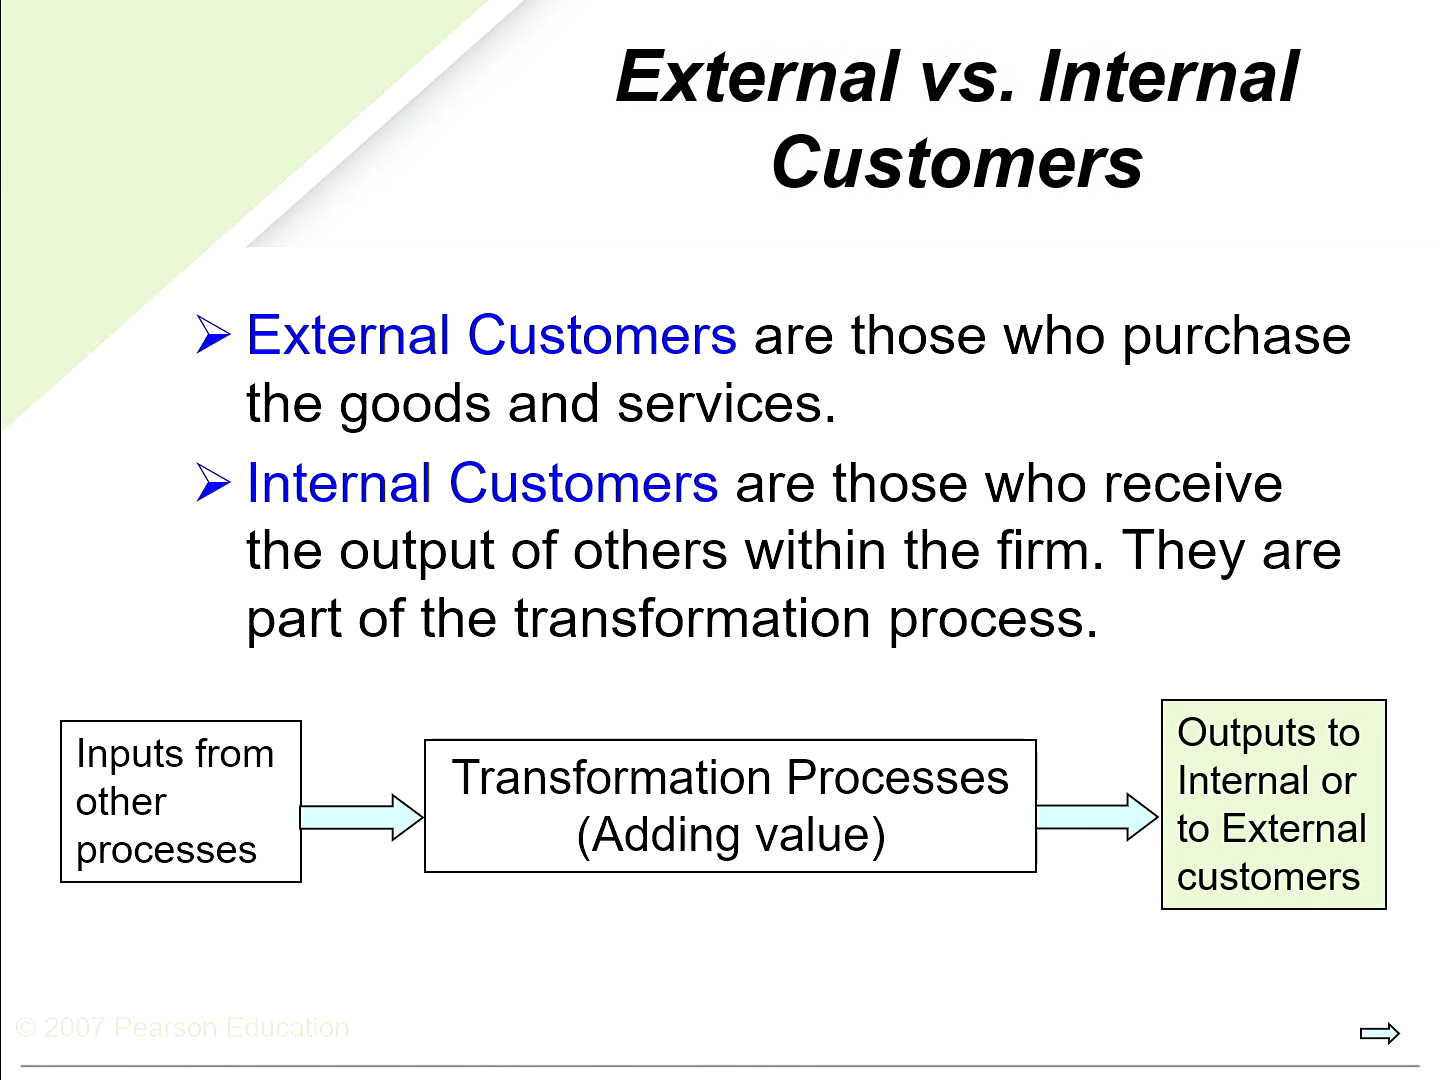 External vs. Internal
Customers
External Customers are those who purchase
the goods and services.
Internal Customers are those who receive
the output of others within the firm. They are
part of the transformation process.
Inputs from
other
processes
Transformation Processes
(Adding value)
Outputs to
Internal or
to External
customers
© 2007 Pearson Education